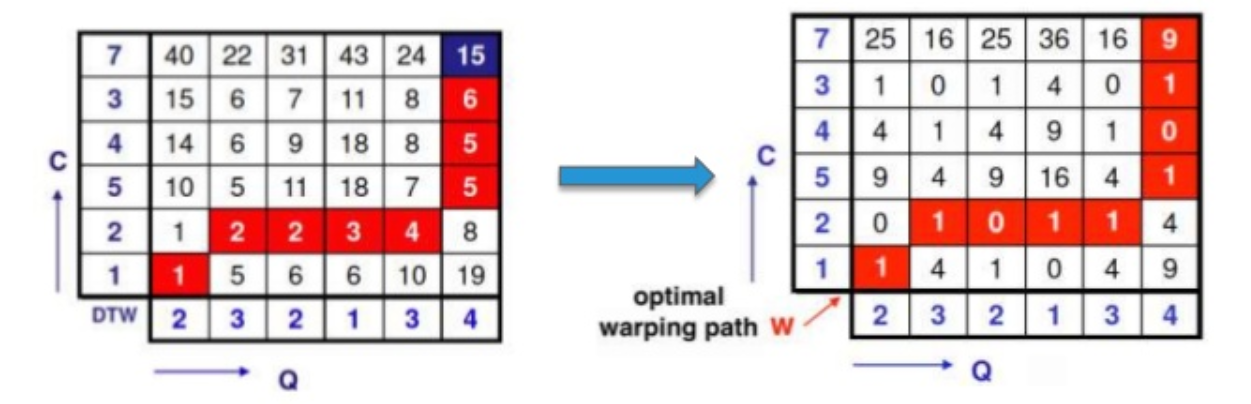 7 40 22 31 43 24 15
3 15 6 7 11 8 6
4 14 6 9 18 8 5
5 10 5 11 18 7 5
2 1 2 2 3 4 8
1 1 5 6 6 10 19
DTW 2 3 2 1 3 4
C
Q
7 25 16 25 36 16 9
3 1 0 1 4 0 1
4 4 1 4 9 1 0
5 9 4 9 16 4 1
2 0 1 0 1 1 4
1 1 4 1 0 4 9
2 3 2 1 3 4
C
Q
optimal
warping path W